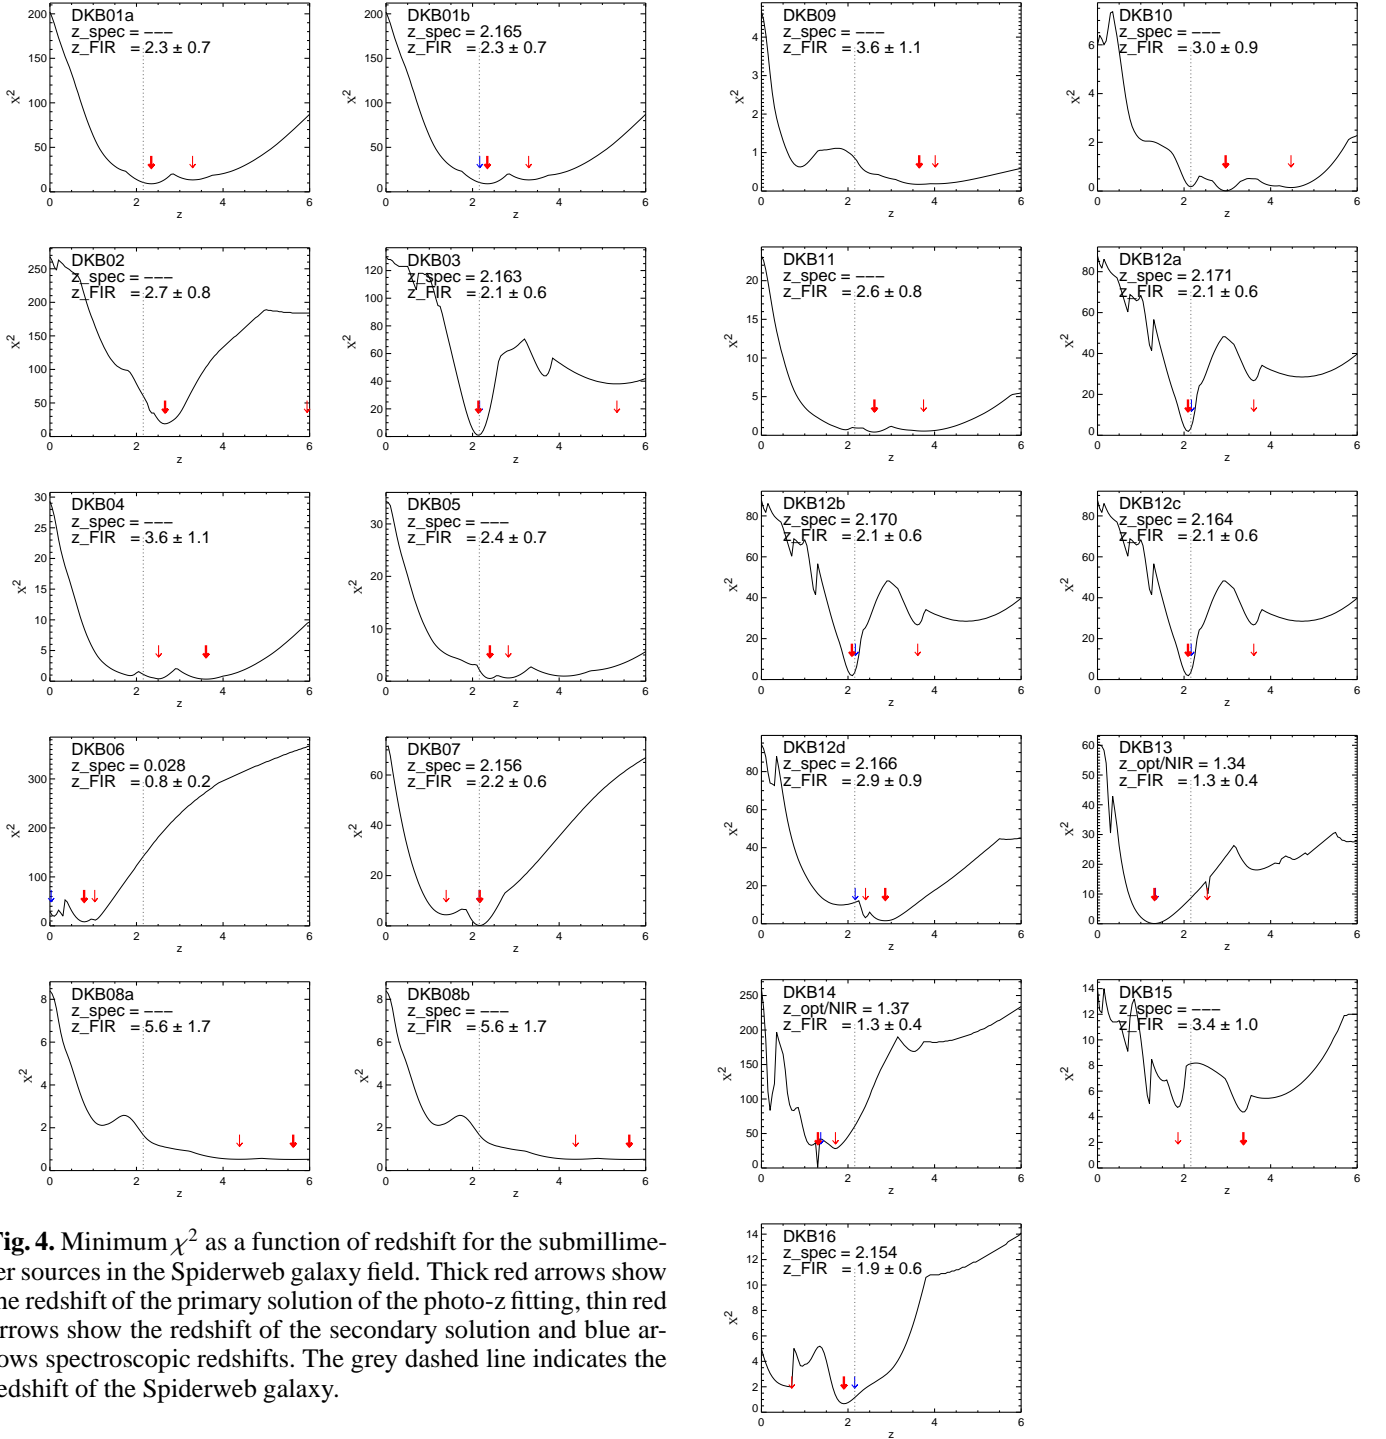 DKB01a
z_spec = −−−
z_FIR = 2.3 ± 0.7
DKB01b
z_spec = 2.165
z_FIR = 2.3 ± 0.7
DKB09
z_spec = −−−
z_FIR = 3.6 ± 1.1
DKB10
z_spec = −−−
z_FIR = 3.0 ± 0.9
DKB02
z_spec = −−−
z_FIR = 2.7 ± 0.8
DKB03
z_spec = 2.163
z_FIR = 2.1 ± 0.6
DKB11
z_spec = −−−
z_FIR = 2.6 ± 0.8
DKB12a
z_spec = 2.171
z_FIR = 2.1 ± 0.6
DKB04
z_spec = −−−
z_FIR = 3.6 ± 1.1
DKB05
z_spec = −−−
z_FIR = 2.4 ± 0.7
DKB12b
z_spec = 2.170
z_FIR = 2.1 ± 0.6
DKB12c
z_spec = 2.164
z_FIR = 2.1 ± 0.6
DKB06
z_spec = 0.028
z_FIR = 0.8 ± 0.2
DKB07
z_spec = 2.156
z_FIR = 2.2 ± 0.6
DKB12d
z_spec = 2.166
z_FIR = 2.9 ± 0.9
DKB13
z_opt/NIR = 1.34
z_FIR = 1.3 ± 0.4
DKB08a
z_spec = −−−
z_FIR = 5.6 ± 1.7
DKB08b
z_spec = −−−
z_FIR = 5.6 ± 1.7
DKB14
z_opt/NIR = 1.37
z_FIR = 1.3 ± 0.4
DKB15
z_spec = −−−
z_FIR = 3.4 ± 1.0
DKB16
z_spec = 2.154
z_FIR = 1.9 ± 0.6
ig. 4. Minimum χ² as a function of redshift for the submillime-
er sources in the Spiderweb galaxy field. Thick red arrows show
he redshift of the primary solution of the photo-z fitting, thin red
rrows show the redshift of the secondary solution and blue ar-
ows spectroscopic redshifts. The grey dashed line indicates the
edshift of the Spiderweb galaxy.